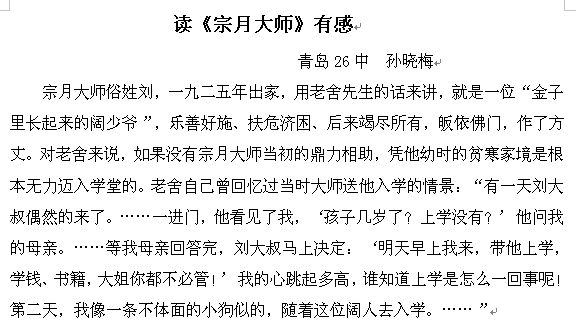 读《宗月大师》有感
青岛26中 孙晓梅
宗月大师俗姓刘，一九二五年出家，用老舍先生的话来讲，就是一位“金子
里长起来的阔少爷 ”，乐善好施、扶危济困、后来竭尽所有，皈依佛门，作了方
丈。对老舍来说，如果没有宗月大师当初的鼎力相助，凭他幼时的贫寒家境是根
本无力迈入学堂的。老舍自己曾回忆过当时大师送他入学的情景：“有一天刘大
叔偶然的来了。……一进门，他看见了我，‘孩子几岁了？上学没有？’他问我
的母亲。……等我母亲回答完，刘大叔马上决定：‘明天早上我来，带他上学，
学钱、书籍，大姐你都不必管！’我的心跳起多高，谁知道上学是怎么一回事呢！
第二天，我像一条不体面的小狗似的，随着这位阔人去入学。…… ”